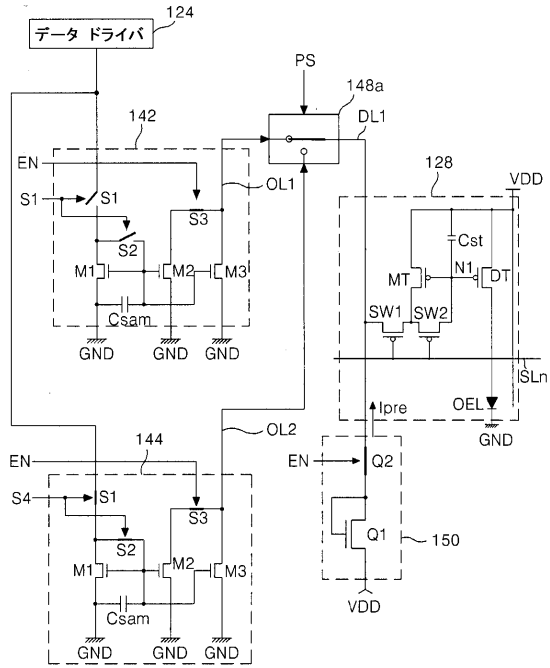 データ ドライバ
124
PS
148a
DL1
142
EN
S1
S1
S2
S3
OL1
M1
M2
M3
Csam
GND
GND
GND
128
VDD
Cst
MT
N1
DT
SW1
SW2
SLn
OEL
GND
Ipre
OL2
144
EN
S4
S1
S2
S3
M1
M2
M3
Csam
GND
GND
GND
EN
Q2
Q1
150
VDD